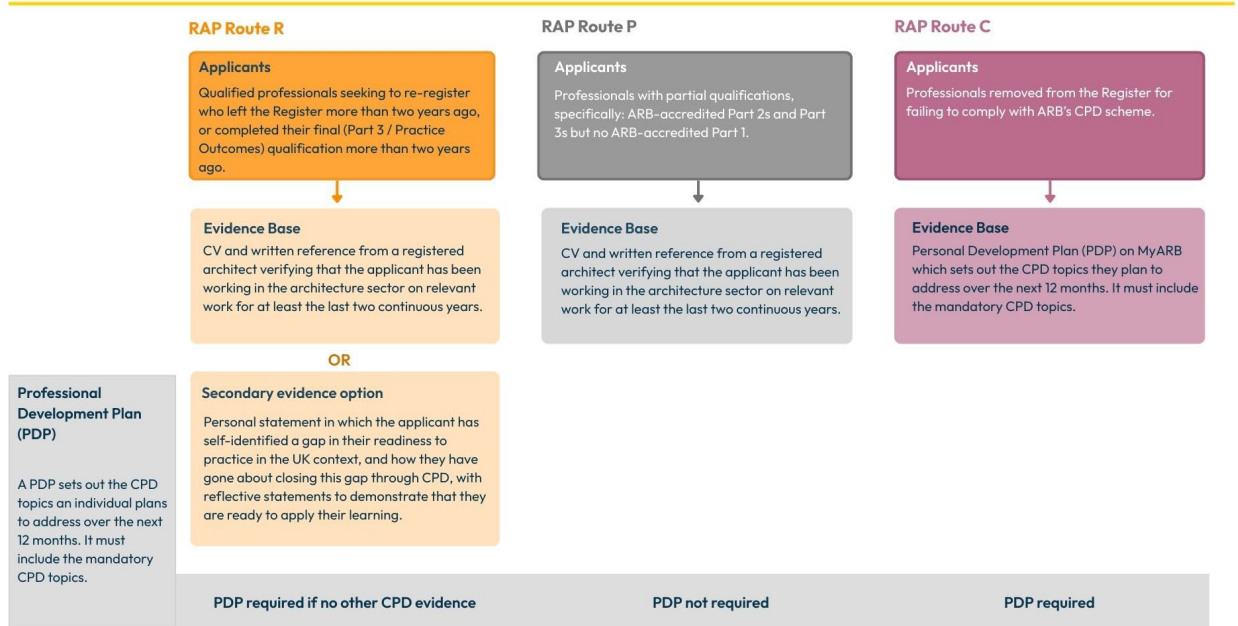 RAP Route R
Applicants
Qualified professionals seeking to re-register
who left the Register more than two years ago,
or completed their final (Part 3 / Practice
Outcomes) qualification more than two years
ago.
Evidence Base
CV and written reference from a registered
architect verifying that the applicant has been
working in the architecture sector on relevant
work for at least the last two continuous years.
OR
Secondary evidence option
Personal statement in which the applicant has
self-identified a gap in their readiness to
practice in the UK context, and how they have
gone about closing this gap through CPD, with
reflective statements to demonstrate that they
are ready to apply their learning.
RAP Route P
Applicants
Professionals with partial qualifications,
specifically: ARB-accredited Part 2s and Part
3s but no ARB-accredited Part 1.
Evidence Base
CV and written reference from a registered
architect verifying that the applicant has been
working in the architecture sector on relevant
work for at least the last two continuous years.
RAP Route C
Applicants
Professionals removed from the Register for
failing to comply with ARB's CPD scheme.
Evidence Base
Personal Development Plan (PDP) on MyARB
which sets out the CPD topics they plan to
address over the next 12 months. It must include
the mandatory CPD topics.
Professional
Development Plan
(PDP)
A PDP sets out the CPD
topics an individual plans
to address over the next
12 months. It must
include the mandatory
CPD topics.
PDP required if no other CPD evidence
PDP not required
PDP required